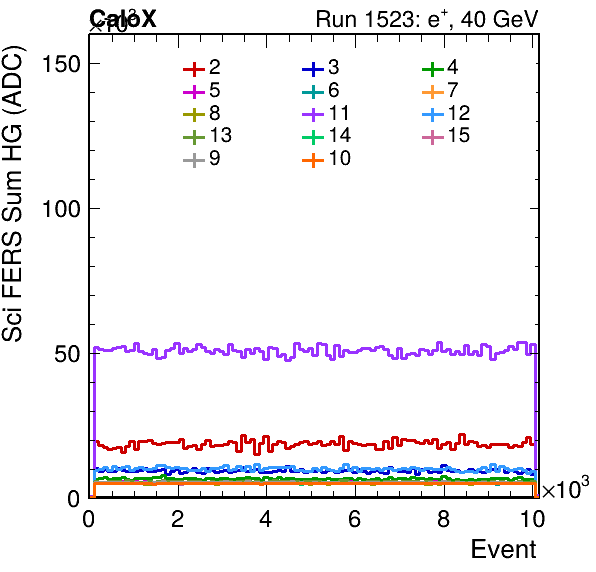 CaloX
×10³
Run 1523: e⁺, 40 GeV
Sci FERS Sum HG (ADC)
150
100
50
0
2 3 4
5 6 7
8 11 12
13 14 15
9 10
0 2 4 6 8 10
×10³
Event